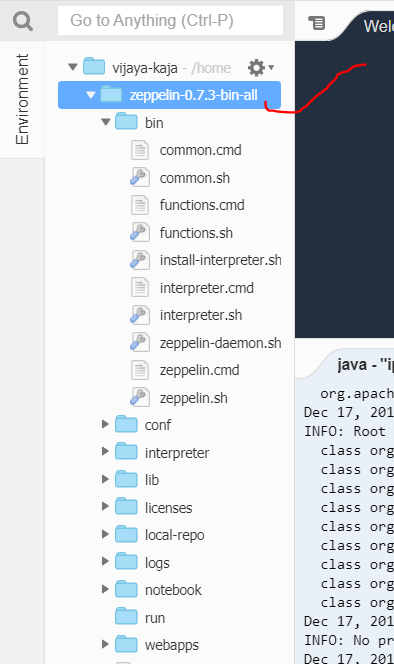 Go to Anything (Ctrl-P)
Welc
Environment
vijaya-kaja - /home
zeppelin-0.7.3-bin-all
bin
common.cmd
common.sh
functions.cmd
functions.sh
install-interpreter.sh
interpreter.cmd
interpreter.sh
zeppelin-daemon.sh
zeppelin.cmd
zeppelin.sh
conf
interpreter
lib
licenses
local-repo
logs
notebook
run
webapps
java - "ip
org.apach
Dec 17, 201
INFO: Root
class org
class org
class org
class org
class org
class org
class org
class org
class org
Dec 17, 201
INFO: No pr
Dec 17, 201